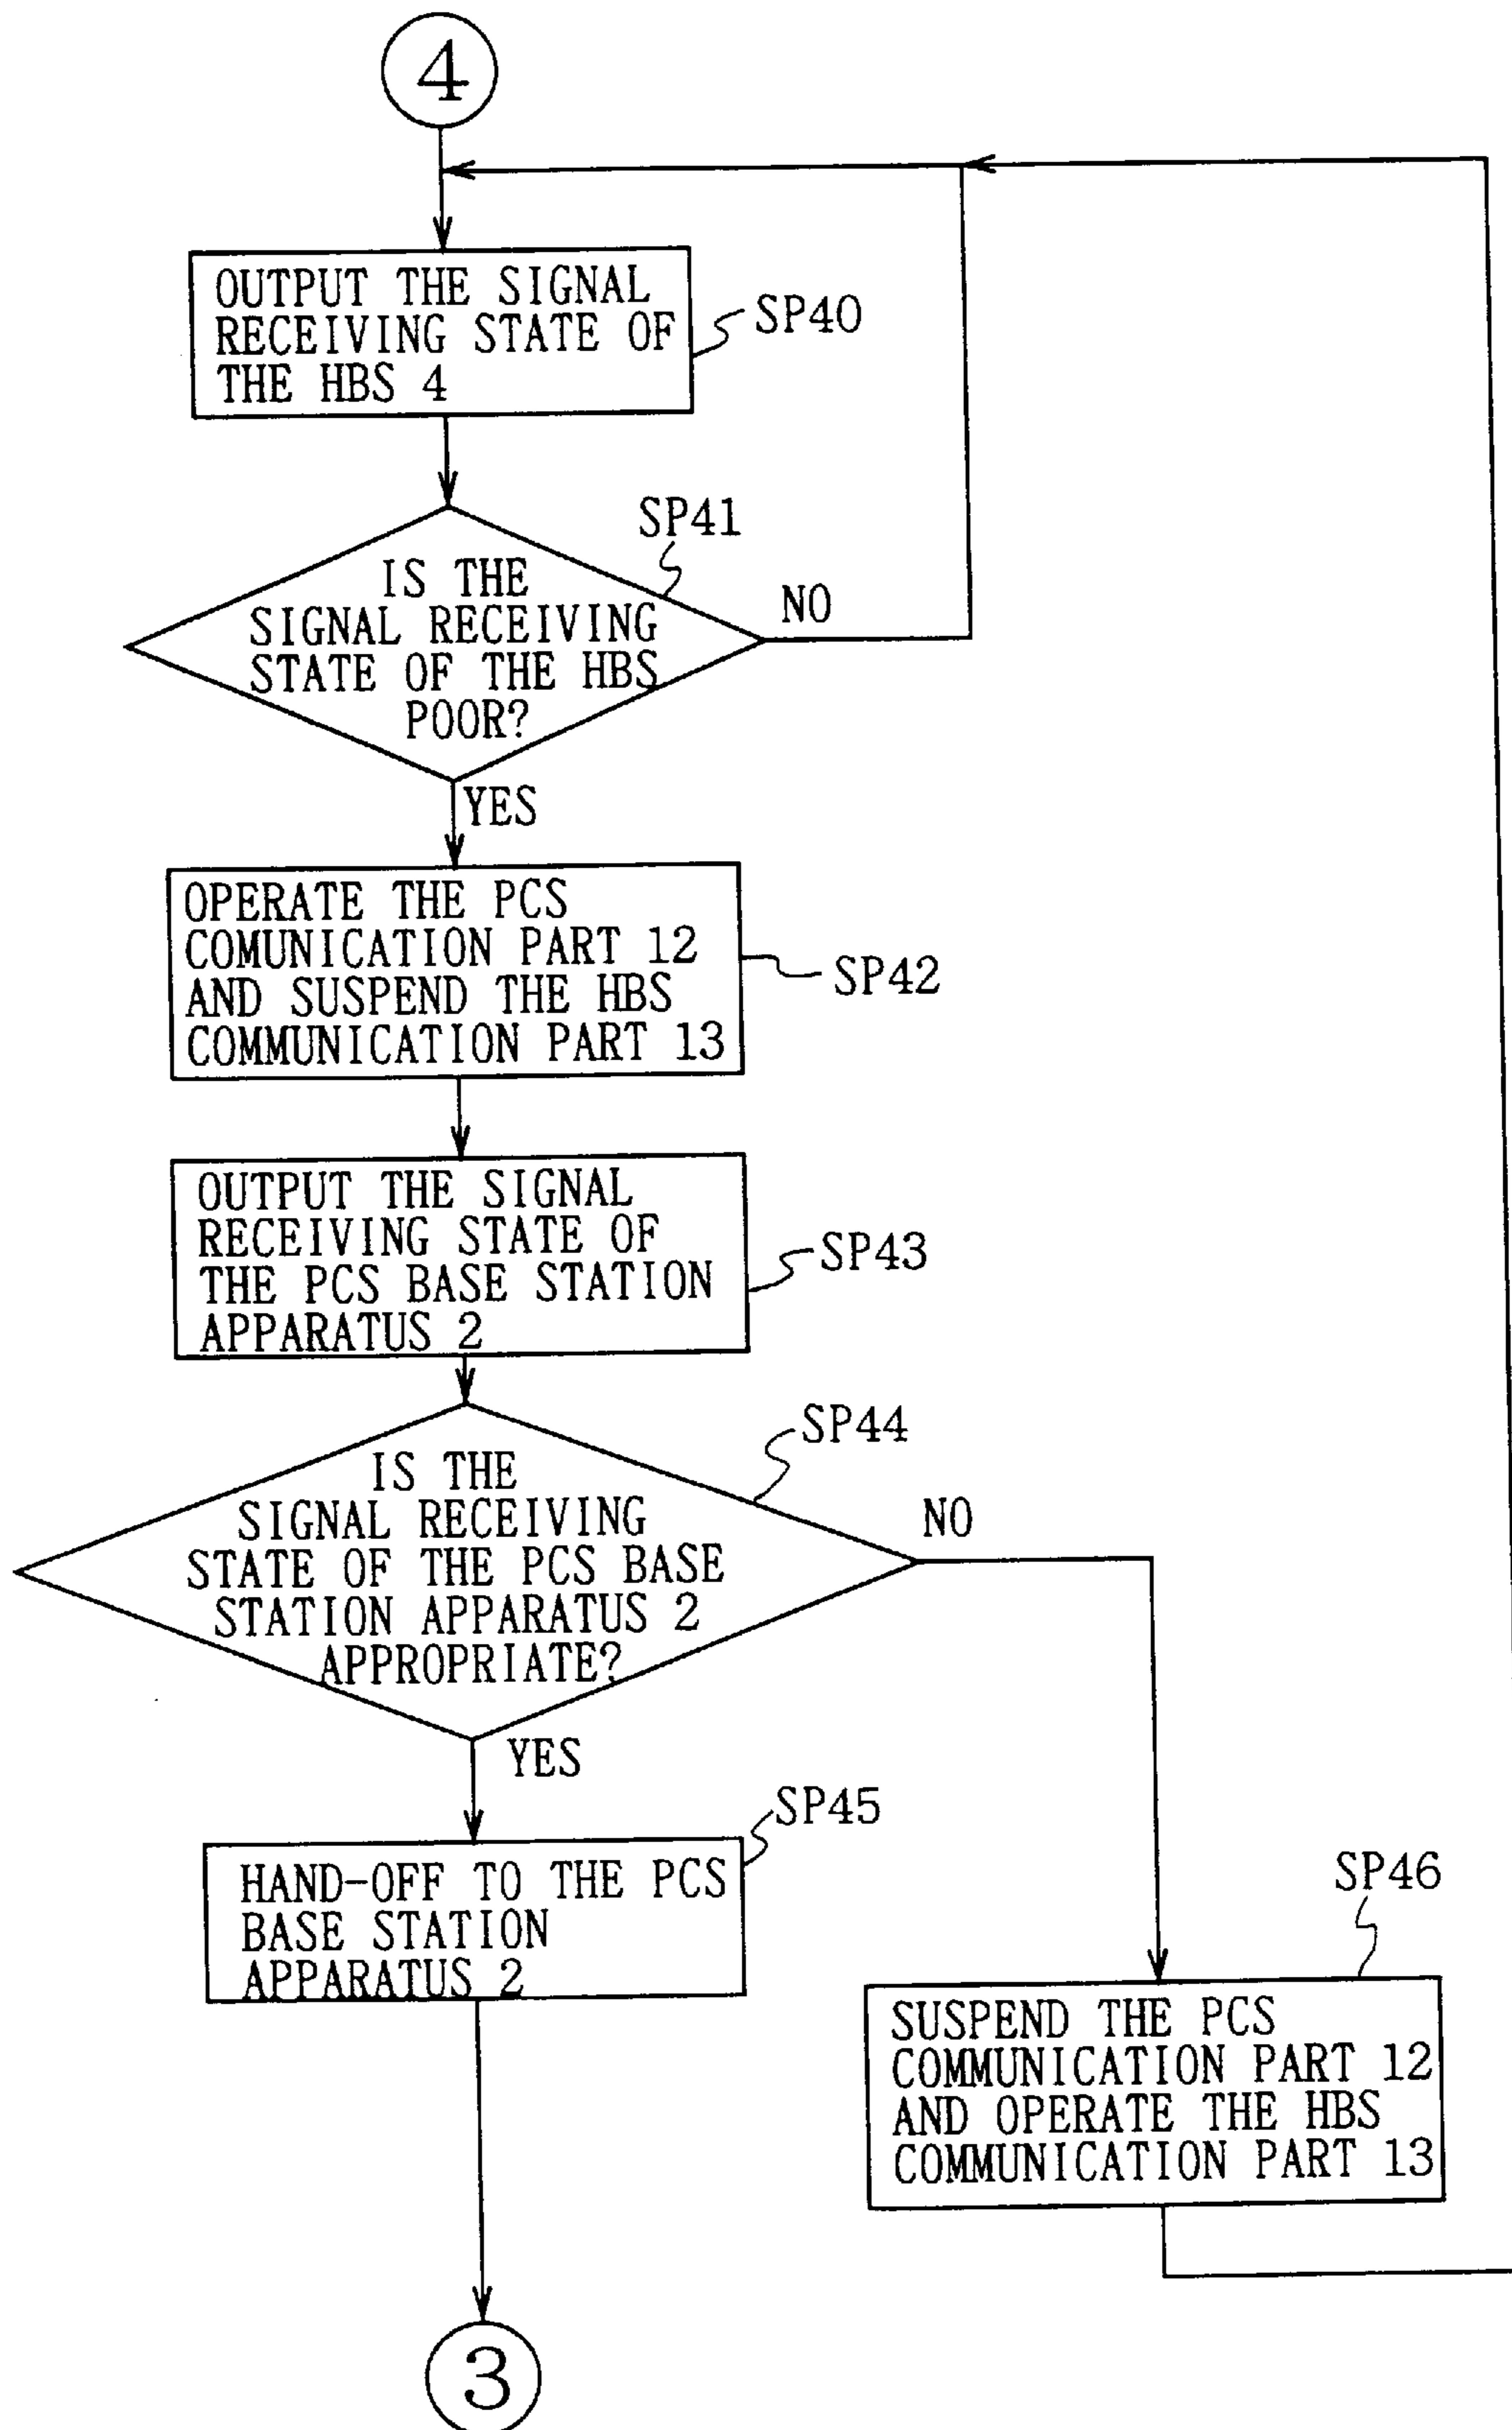 4
OUTPUT THE SIGNAL
RECEIVING STATE OF
THE HBS 4
SP40
SP41
IS THE
SIGNAL RECEIVING
STATE OF THE HBS
POOR?
NO
YES
OPERATE THE PCS
COMUNICATION PART 12
AND SUSPEND THE HBS
COMMUNICATION PART 13
SP42
OUTPUT THE SIGNAL
RECEIVING STATE OF
THE PCS BASE STATION
APPARATUS 2
SP43
SP44
IS THE
SIGNAL RECEIVING
STATE OF THE PCS BASE
STATION APPARATUS 2
APPROPRIATE?
NO
YES
SP45
HAND-OFF TO THE PCS
BASE STATION
APPARATUS 2
SP46
SUSPEND THE PCS
COMMUNICATION PART 12
AND OPERATE THE HBS
COMMUNICATION PART 13
3